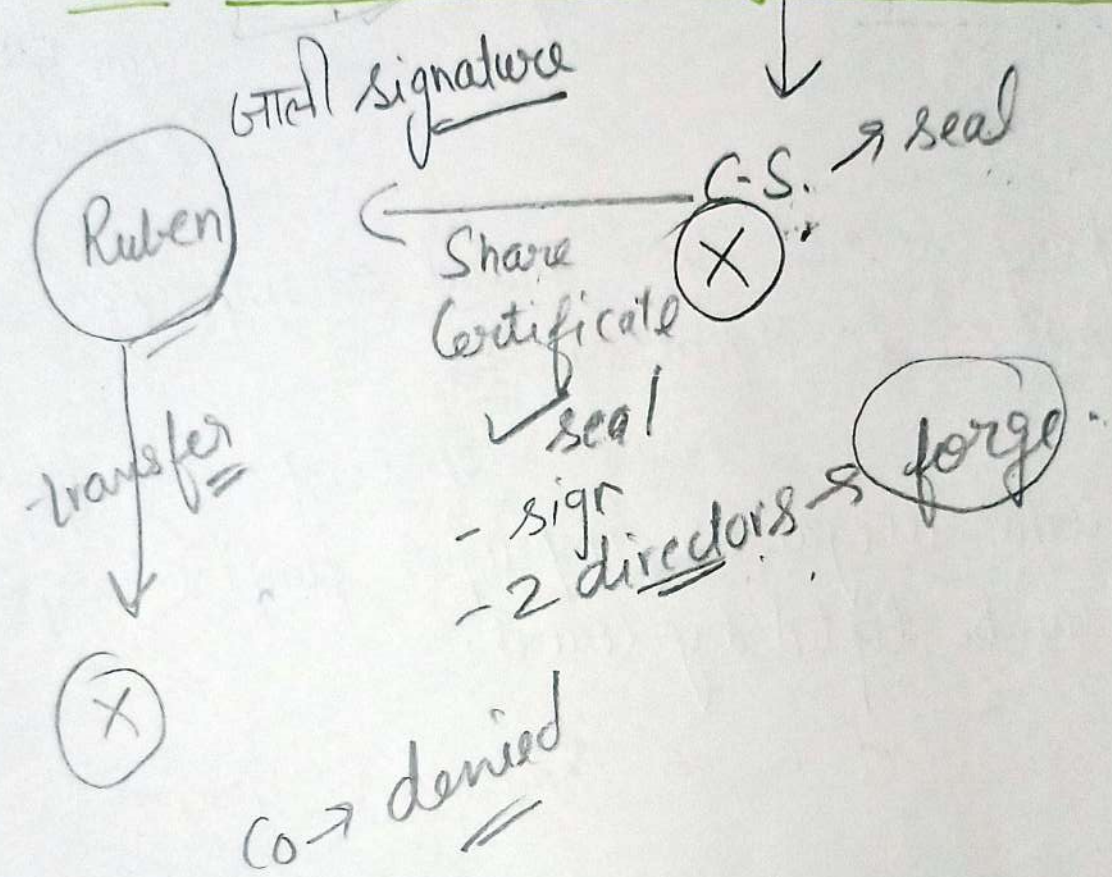 जाली signature
C.S. → seal
Ruben
X
Share
Certificate
✓ seal
forge
transfer
- sign
- 2 directors →
X
Co → denied